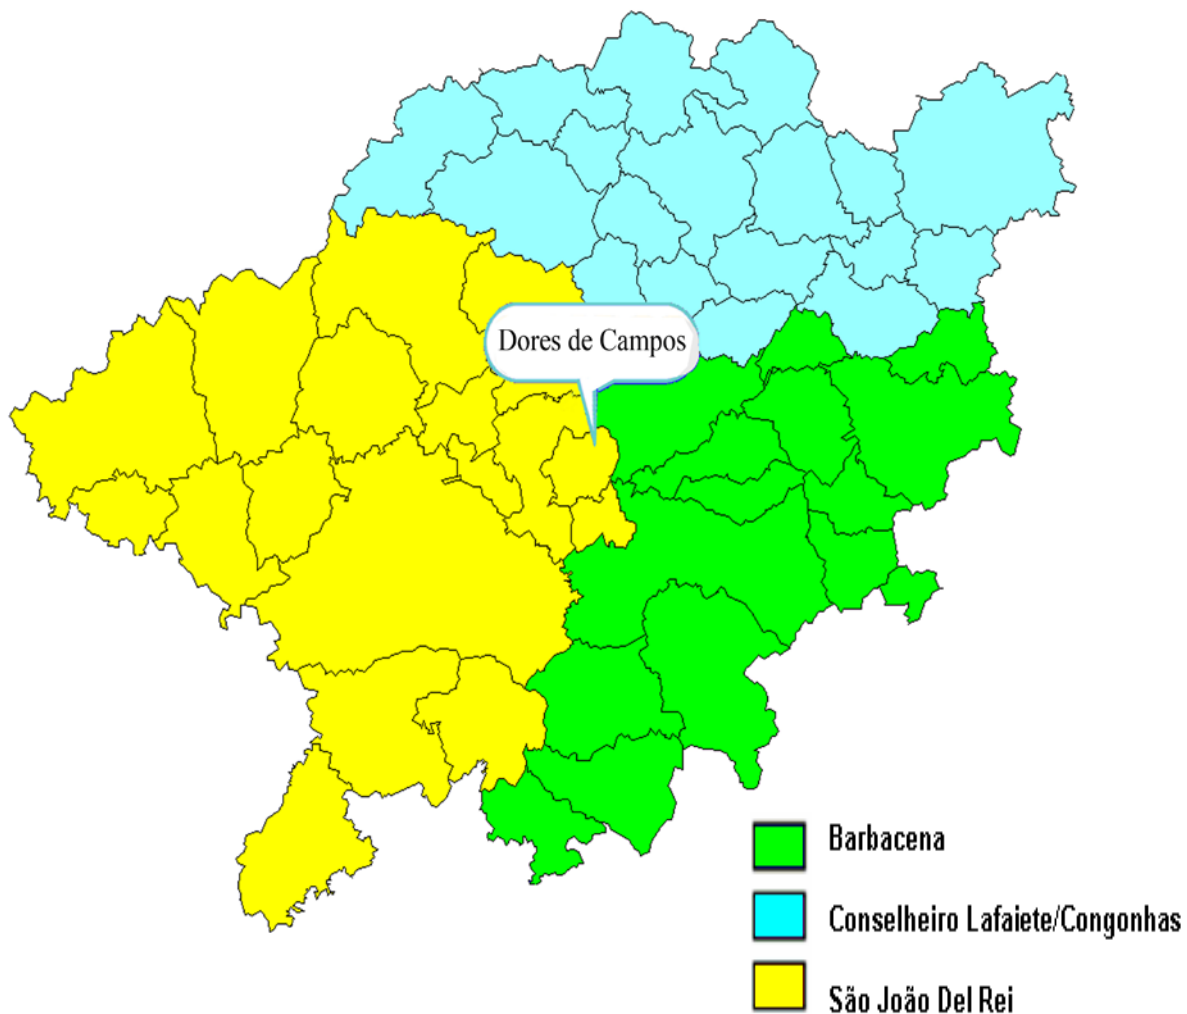 Dores de Campos
Barbacena
Conselheiro Lafaiete/Congonhas
São João Del Rei